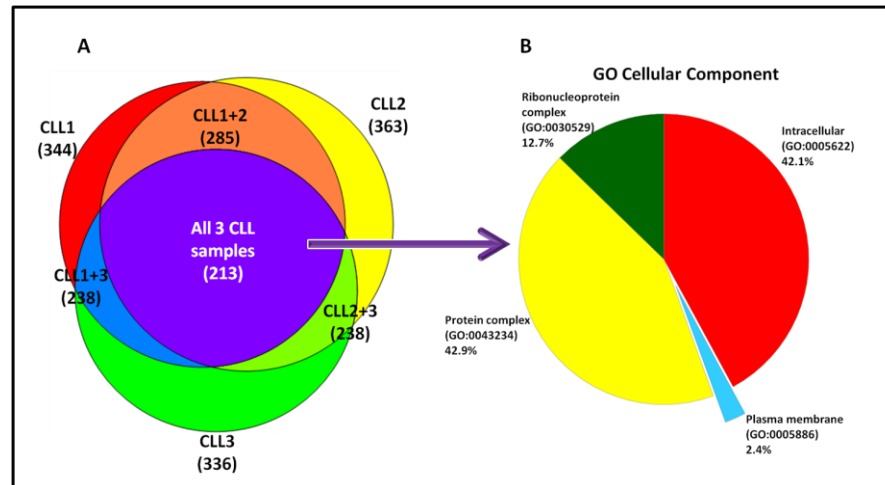 A
CLL1
(344)
CLL1+2
(285)
CLL2
(363)
All 3 CLL
samples
(213)
CLL1+3
(238)
CLL2+3
(238)
CLL3
(336)
B
GO Cellular Component
Ribonucleoprotein
complex
(GO:0030529)
12.7%
Intracellular
(GO:0005622)
42.1%
Protein complex
(GO:0043234)
42.9%
Plasma membrane
(GO:0005886)
2.4%